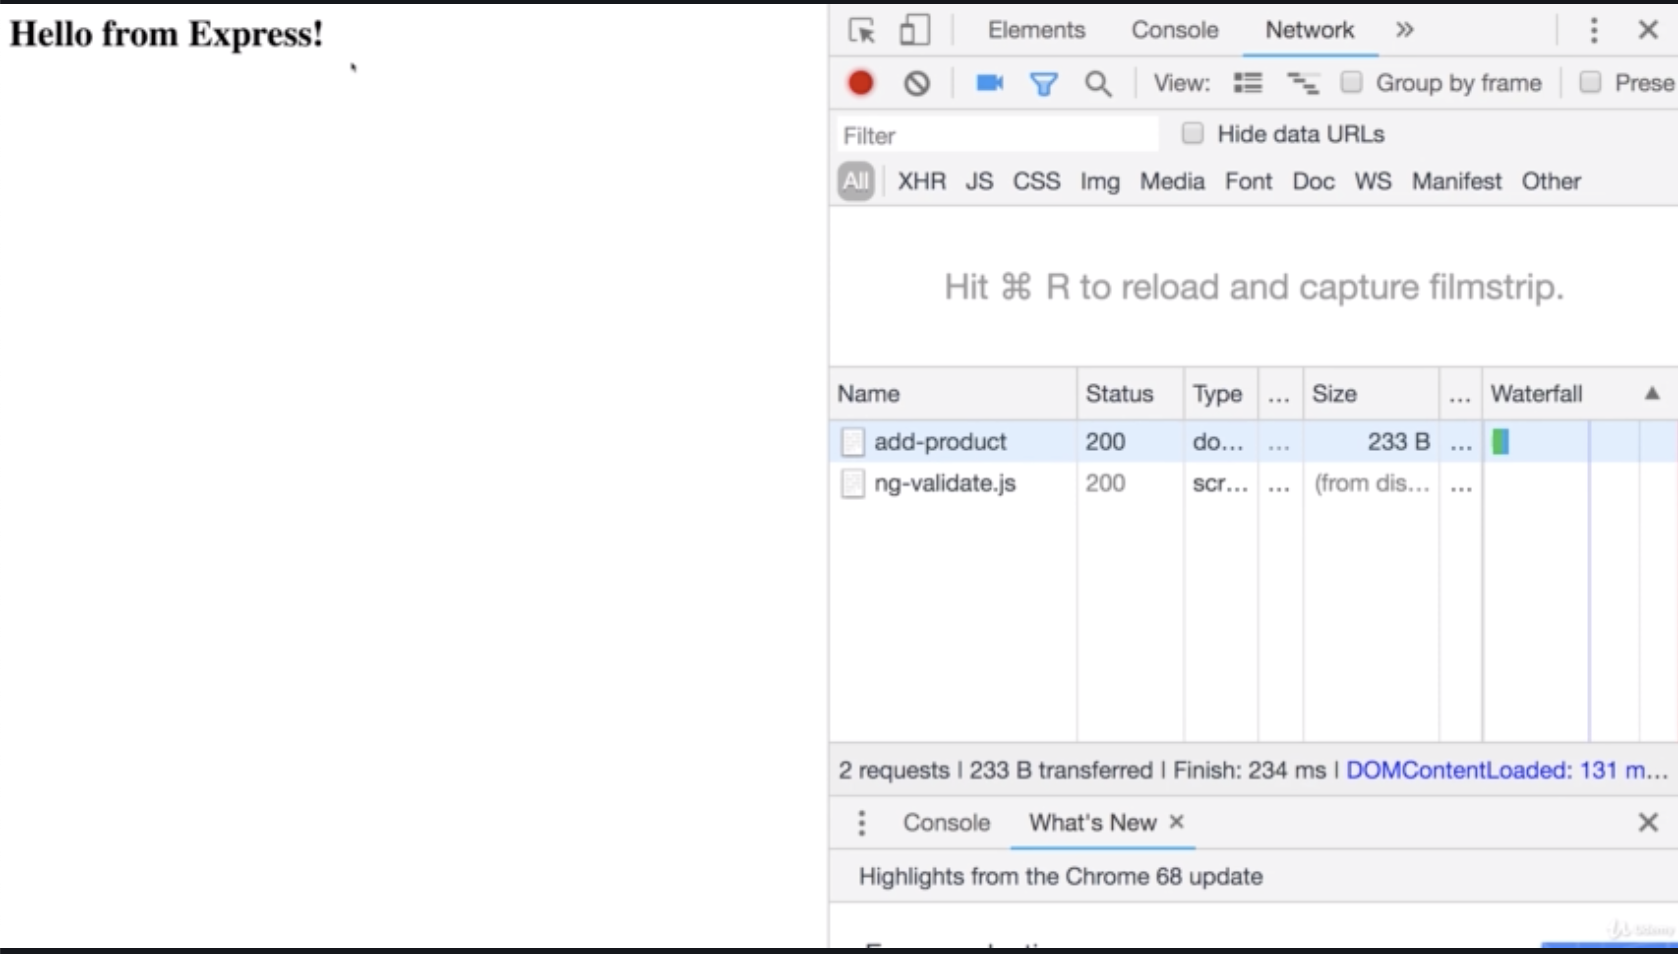 Hello from Express!
Elements Console Network
View: Group by frame Prese
Filter Hide data URLs
All XHR JS CSS Img Media Font Doc WS Manifest Other
Hit ⌘ R to reload and capture filmstrip.
Name Status Type ... Size ... Waterfall ▲
add-product 200 do... ... 233 B ...
ng-validate.js 200 scr... ... (from dis... ...
2 requests | 233 B transferred | Finish: 234 ms | DOMContentLoaded: 131 m...
Console What's New ×
Highlights from the Chrome 68 update
Udemy